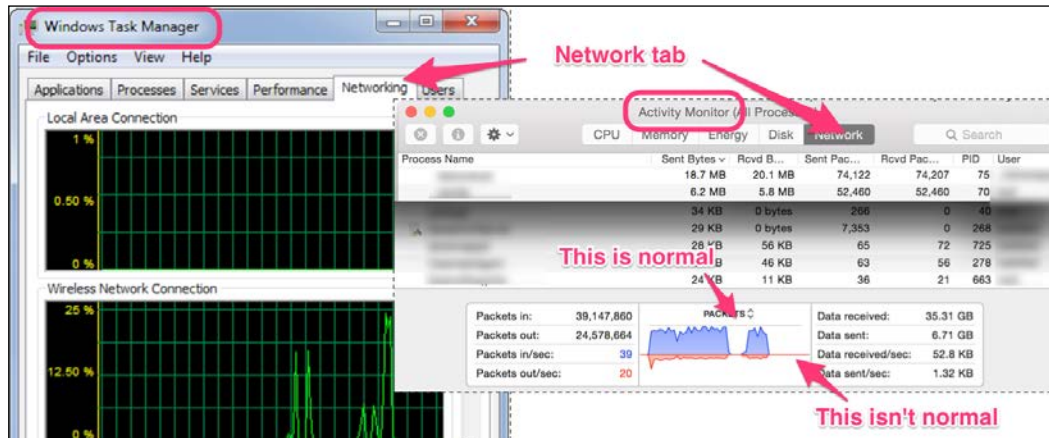 Windows Task Manager
File Options View Help
Applications Processes Services Performance Networking Users
Local Area Connection
1 %
0.50 %
0 %
Wireless Network Connection
25 %
12.50 %
0 %
Network tab
Activity Monitor (All Processes)
CPU Memory Energy Disk Network Search
Process Name Sent Bytes Rcvd B... Sent Pac... Rcvd Pac... PID User
18.7 MB 20.1 MB 74,122 74,207 75
6.2 MB 5.8 MB 52,460 52,460 70
34 KB 0 bytes 266 0 40
29 KB 0 bytes 7,353 0 268
28 KB 56 KB 65 72 725
46 KB 63 56 278
24 KB 11 KB 36 21 663
This is normal
Packets in: 39,147,860
Packets out: 24,578,664
Packets in/sec: 39
Packets out/sec: 20
PACKETS
Data received: 35.31 GB
Data sent: 6.71 GB
Data received/sec: 52.8 KB
Data sent/sec: 1.32 KB
This isn't normal